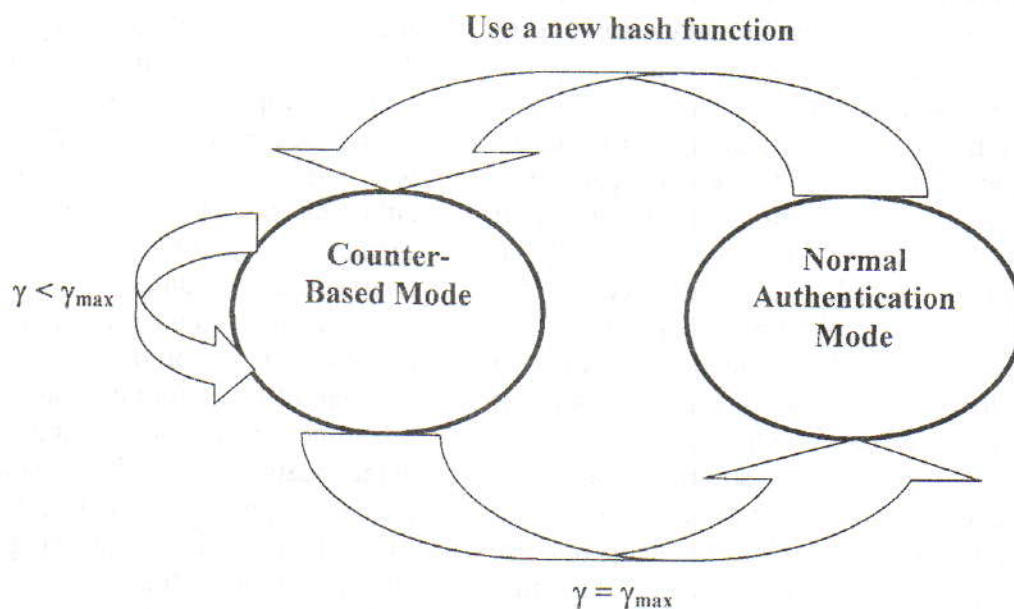 Use a new hash function
Counter-
Based Mode
Normal
Authentication
Mode
γ < γmax
γ = γmax